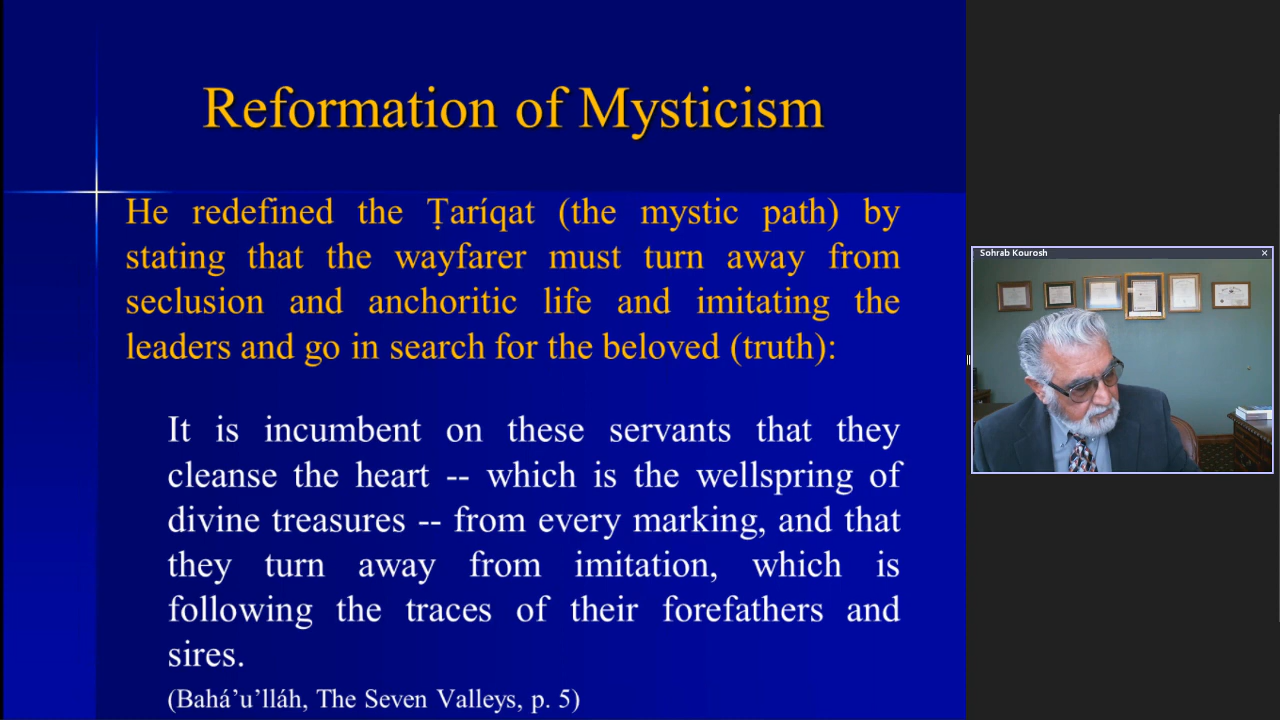 Reformation of Mysticism
He redefined the Ṭaríqat (the mystic path) by
stating that the wayfarer must turn away from
seclusion and anchoritic life and imitating the
leaders and go in search for the beloved (truth):
It is incumbent on these servants that they
cleanse the heart -- which is the wellspring of
divine treasures -- from every marking, and that
they turn away from imitation, which is
following the traces of their forefathers and
sires.
(Bahá’u’lláh, The Seven Valleys, p. 5)
Sohrab Kourosh